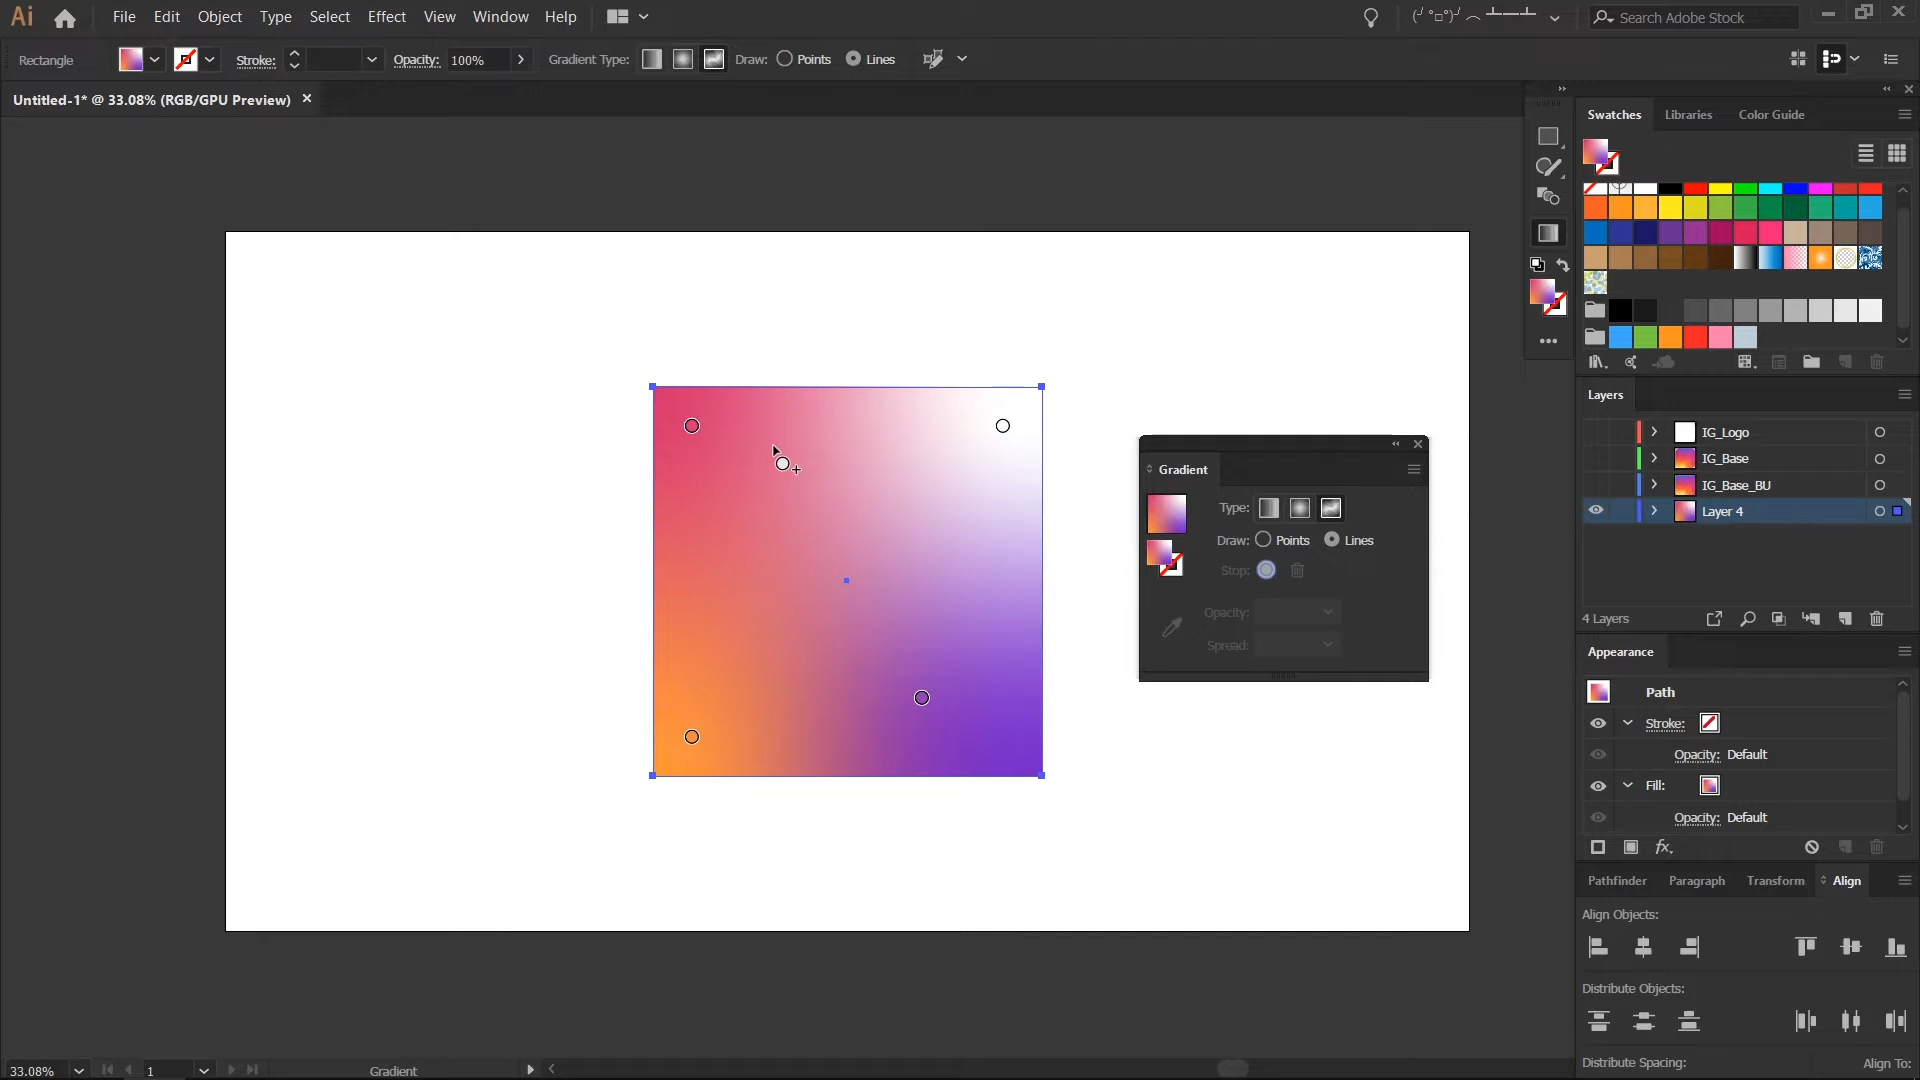 Ai File Edit Object Type Select Effect View Window Help Search Adobe Stock
Rectangle Stroke: Opacity: 100% Gradient Type: Draw: Points Lines
Untitled-1* @ 33.08% (RGB/GPU Preview)
Swatches Libraries Color Guide
Layers
IG_Logo
IG_Base
IG_Base_BU
Layer 4
4 Layers
Gradient
Type:
Draw: Points Lines
Stop:
Opacity:
Spread:
Appearance
Path
Stroke:
Opacity: Default
Fill:
Opacity: Default
fx
Pathfinder Paragraph Transform Align
Align Objects:
Distribute Objects:
Distribute Spacing: Align To:
33.08% 1 Gradient